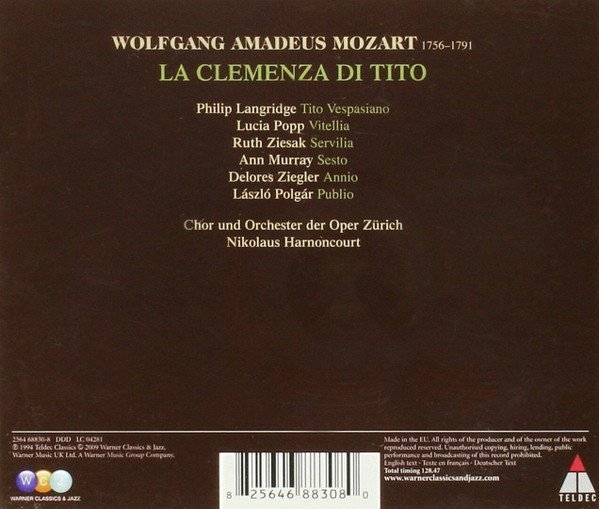 WOLFGANG AMADEUS MOZART 1756–1791
LA CLEMENZA DI TITO
Philip Langridge Tito Vespasiano
Lucia Popp Vitellia
Ruth Ziesak Servilia
Ann Murray Sesto
Delores Ziegler Annio
László Polgár Publio
Chor und Orchester der Oper Zürich
Nikolaus Harnoncourt
2564 68830-8 DDD LC 04281
℗ 1994 Teldec Classics © 2009 Warner Classics & Jazz.
Warner Music UK Ltd. A Warner Music Group Company.
WCJ
WARNER CLASSICS & JAZZ
8 25646 88308 0
Made in the EU. All rights of the producer and of the owner of the work
reproduced reserved. Unauthorised copying, hiring, lending, public
performance and broadcasting of this record prohibited.
English text · Texte en français · Deutscher Text
Total timing 128.47
www.warnerclassicsandjazz.com
TELDEC